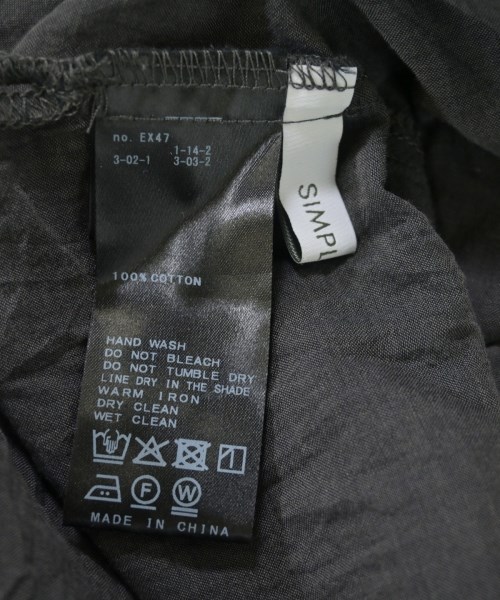 no. EX47
1-14-2
3-02-1 3-03-2
100% COTTON
HAND WASH
DO NOT BLEACH
DO NOT TUMBLE DRY
LINE DRY IN THE SHADE
WARM IRON
DRY CLEAN
WET CLEAN
F W
MADE IN CHINA
SIMPL